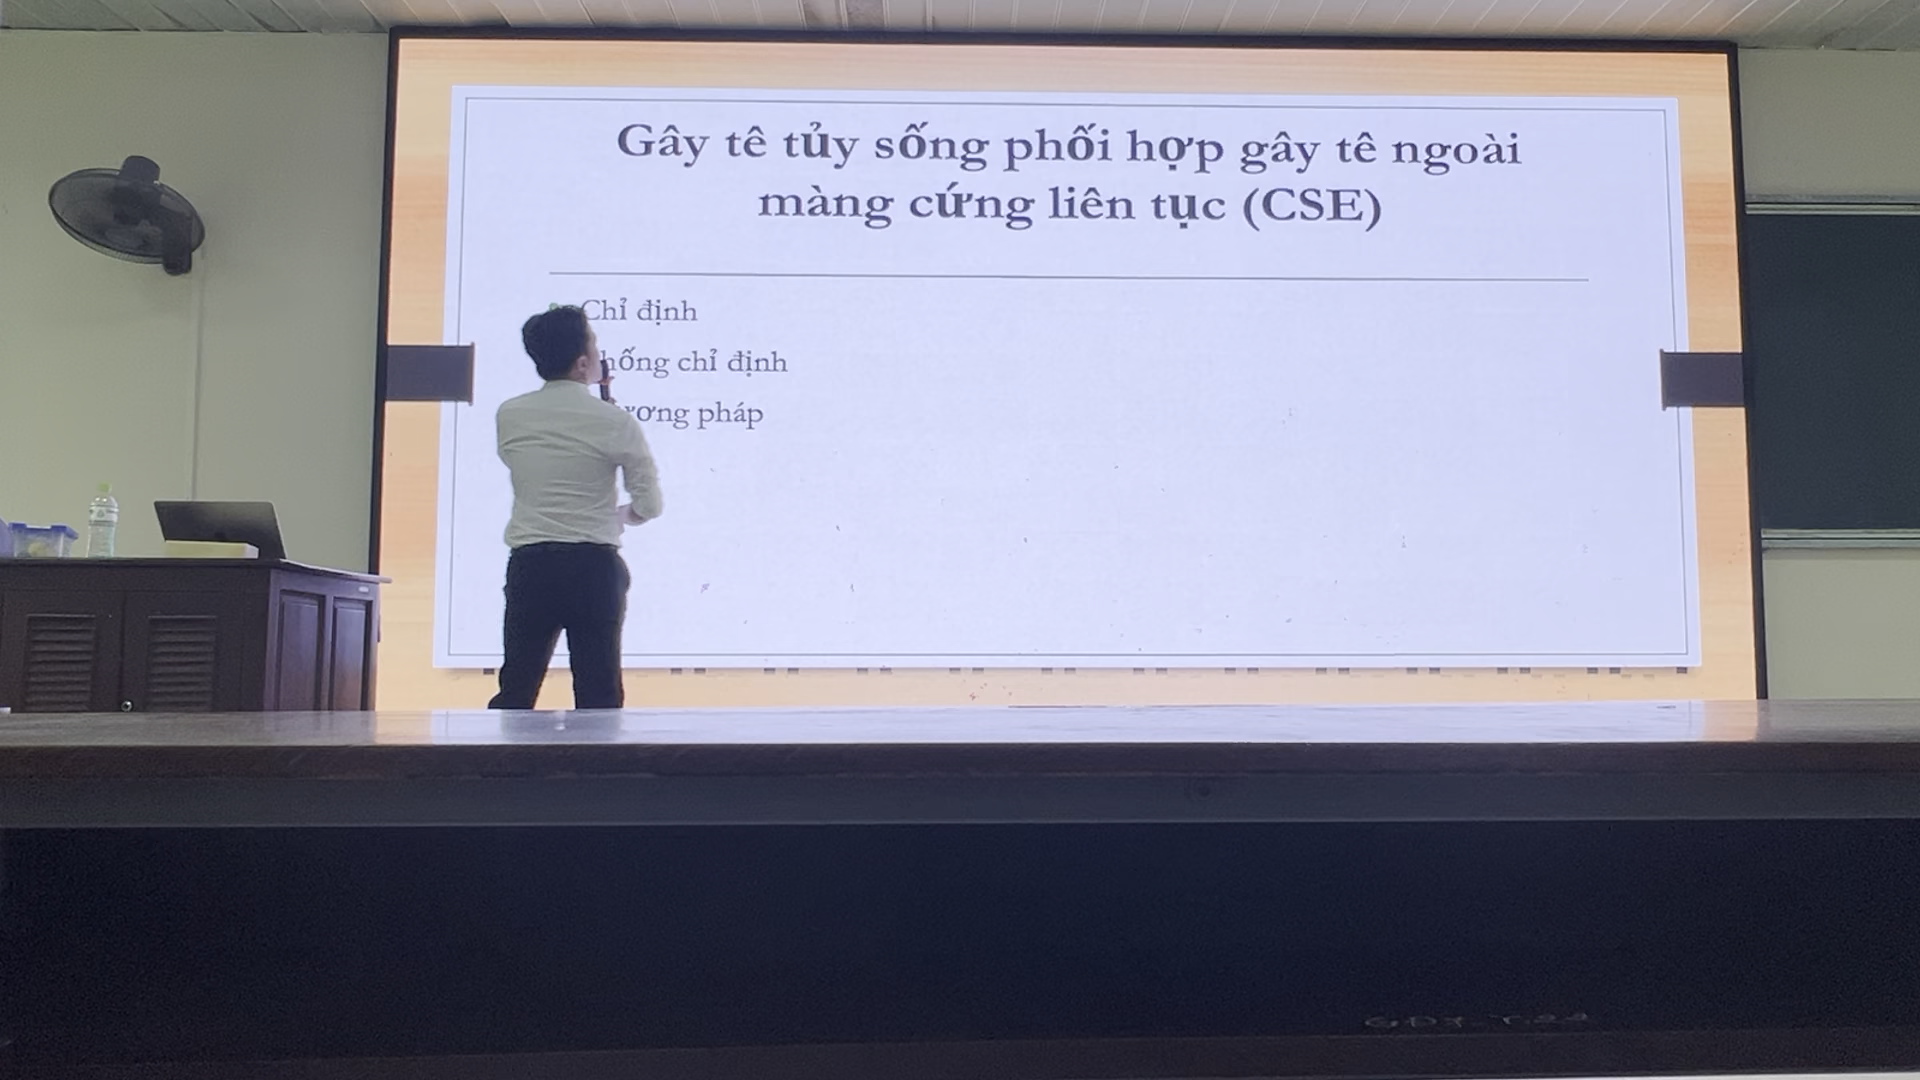 Gây tê tủy sống phối hợp gây tê ngoài
màng cứng liên tục (CSE)
Chỉ định
hống chỉ định
ương pháp